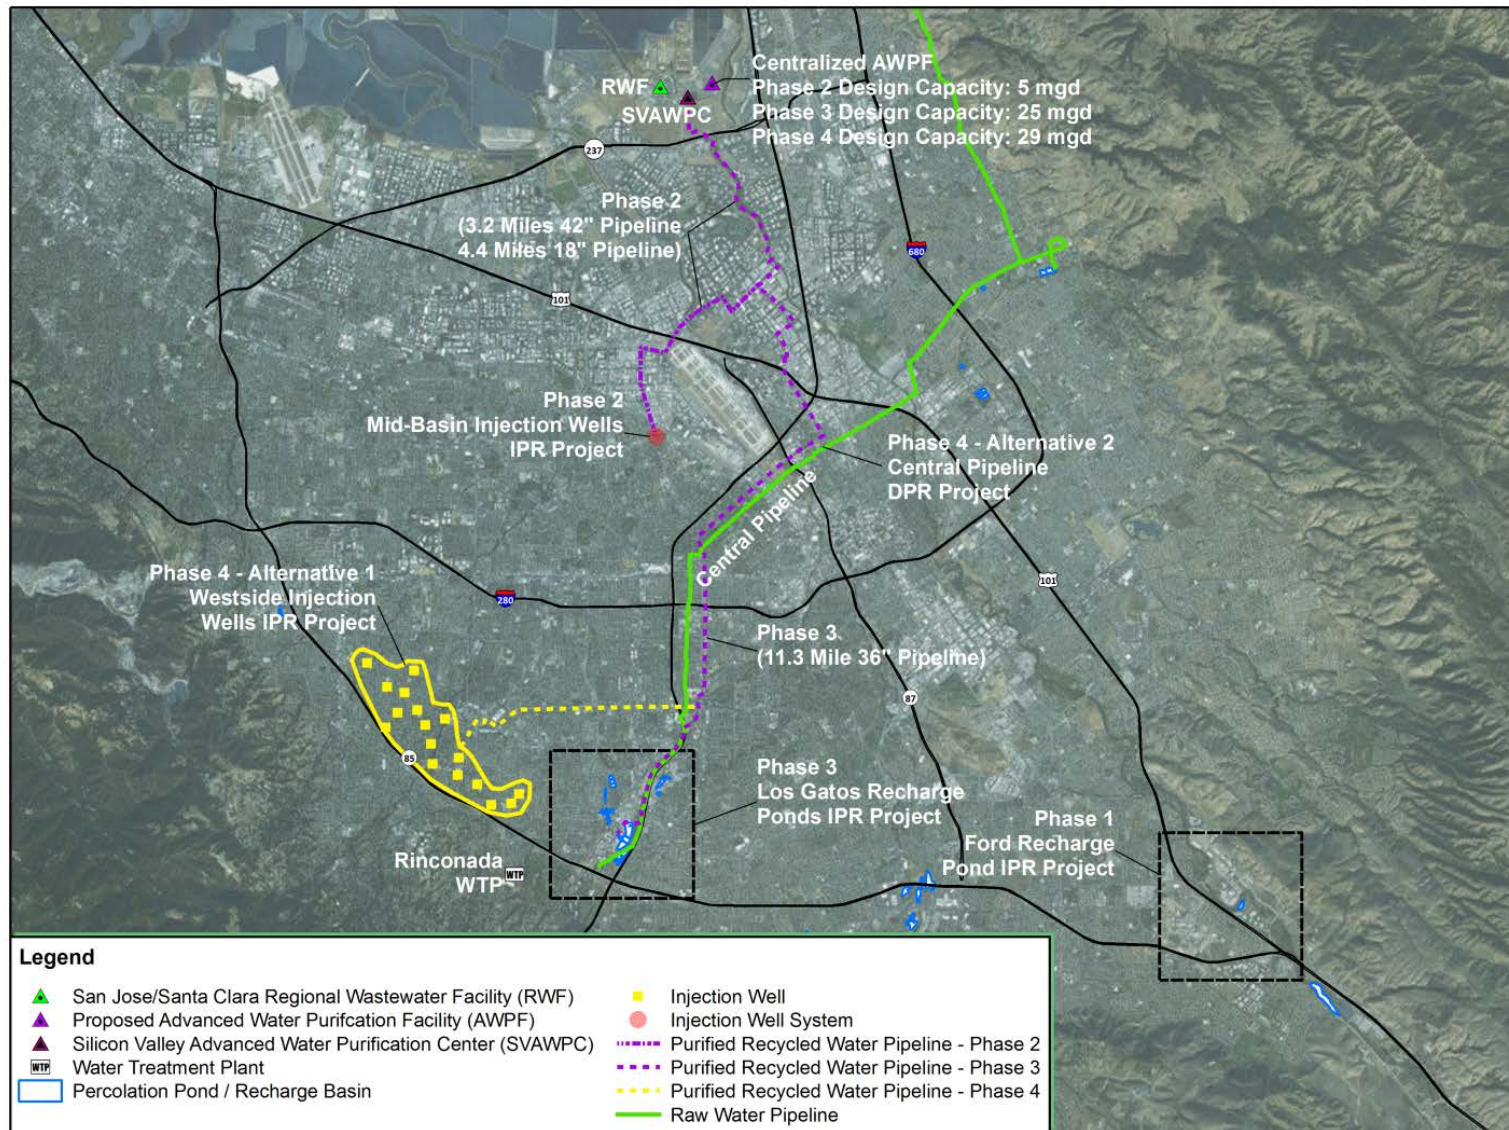 RWF
SVAWPC
Centralized AWPF
Phase 2 Design Capacity: 5 mgd
Phase 3 Design Capacity: 25 mgd
Phase 4 Design Capacity: 29 mgd
237
Phase 2
(3.2 Miles 42" Pipeline
4.4 Miles 18" Pipeline)
680
101
Phase 2
Mid-Basin Injection Wells
IPR Project
Phase 4 - Alternative 2
Central Pipeline
DPR Project
Central Pipeline
Phase 4 - Alternative 1
Westside Injection
Wells IPR Project
280
101
Phase 3
(11.3 Mile 36" Pipeline)
87
85
Phase 3
Los Gatos Recharge
Ponds IPR Project
Phase 1
Ford Recharge
Pond IPR Project
Rinconada
WTP
WTP
Legend
San Jose/Santa Clara Regional Wastewater Facility (RWF)
Proposed Advanced Water Purifcation Facility (AWPF)
Silicon Valley Advanced Water Purification Center (SVAWPC)
WTP Water Treatment Plant
Percolation Pond / Recharge Basin
Injection Well
Injection Well System
Purified Recycled Water Pipeline - Phase 2
Purified Recycled Water Pipeline - Phase 3
Purified Recycled Water Pipeline - Phase 4
Raw Water Pipeline